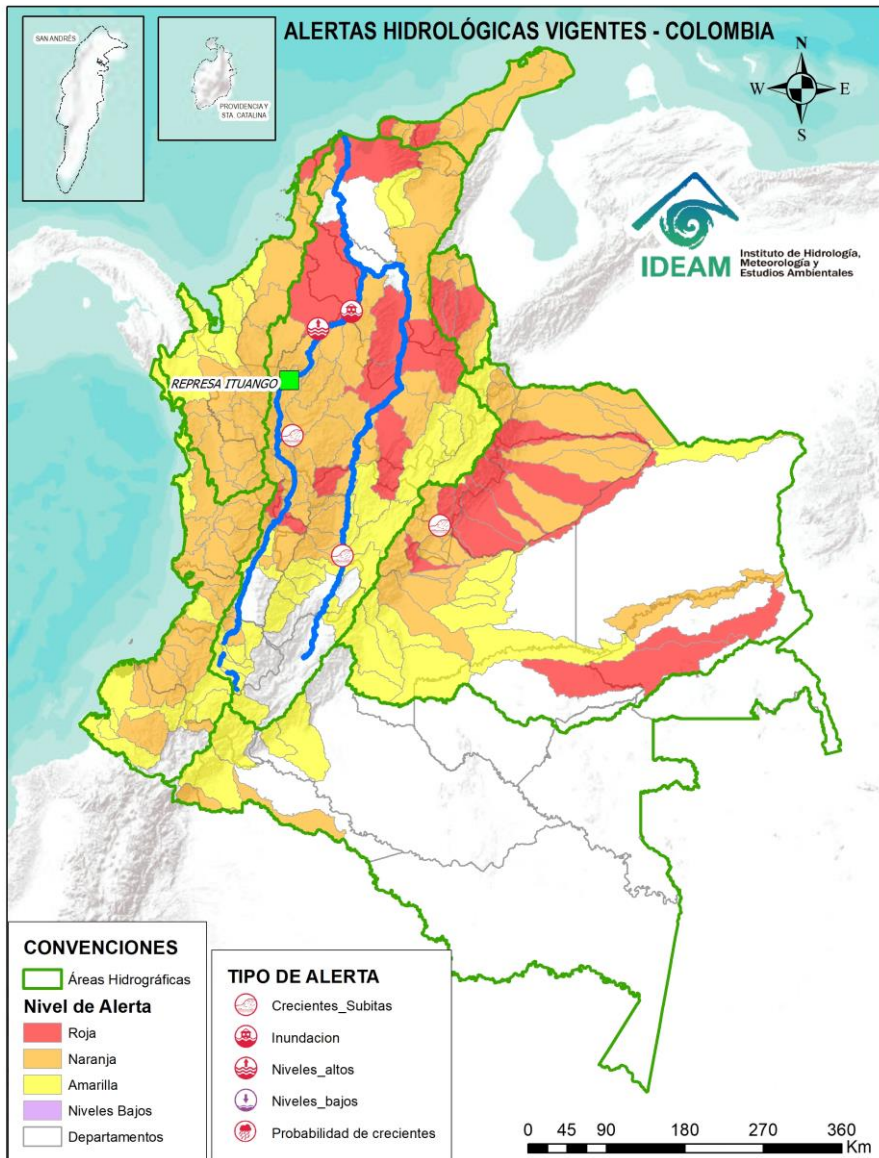 ALERTAS HIDROLÓGICAS VIGENTES - COLOMBIA
SAN ANDRÉS
PROVIDENCIA Y
STA. CATALINA
N
W
E
S
IDEAM
Instituto de Hidrología,
Meteorología y
Estudios Ambientales
REPRESA ITUANGO
CONVENCIONES
Áreas Hidrográficas
Nivel de Alerta
Roja
Naranja
Amarilla
Niveles Bajos
Departamentos
TIPO DE ALERTA
Crecientes_Subitas
Inundacion
Niveles_altos
Niveles_bajos
Probabilidad de crecientes
0 45 90 180 270 360
Km